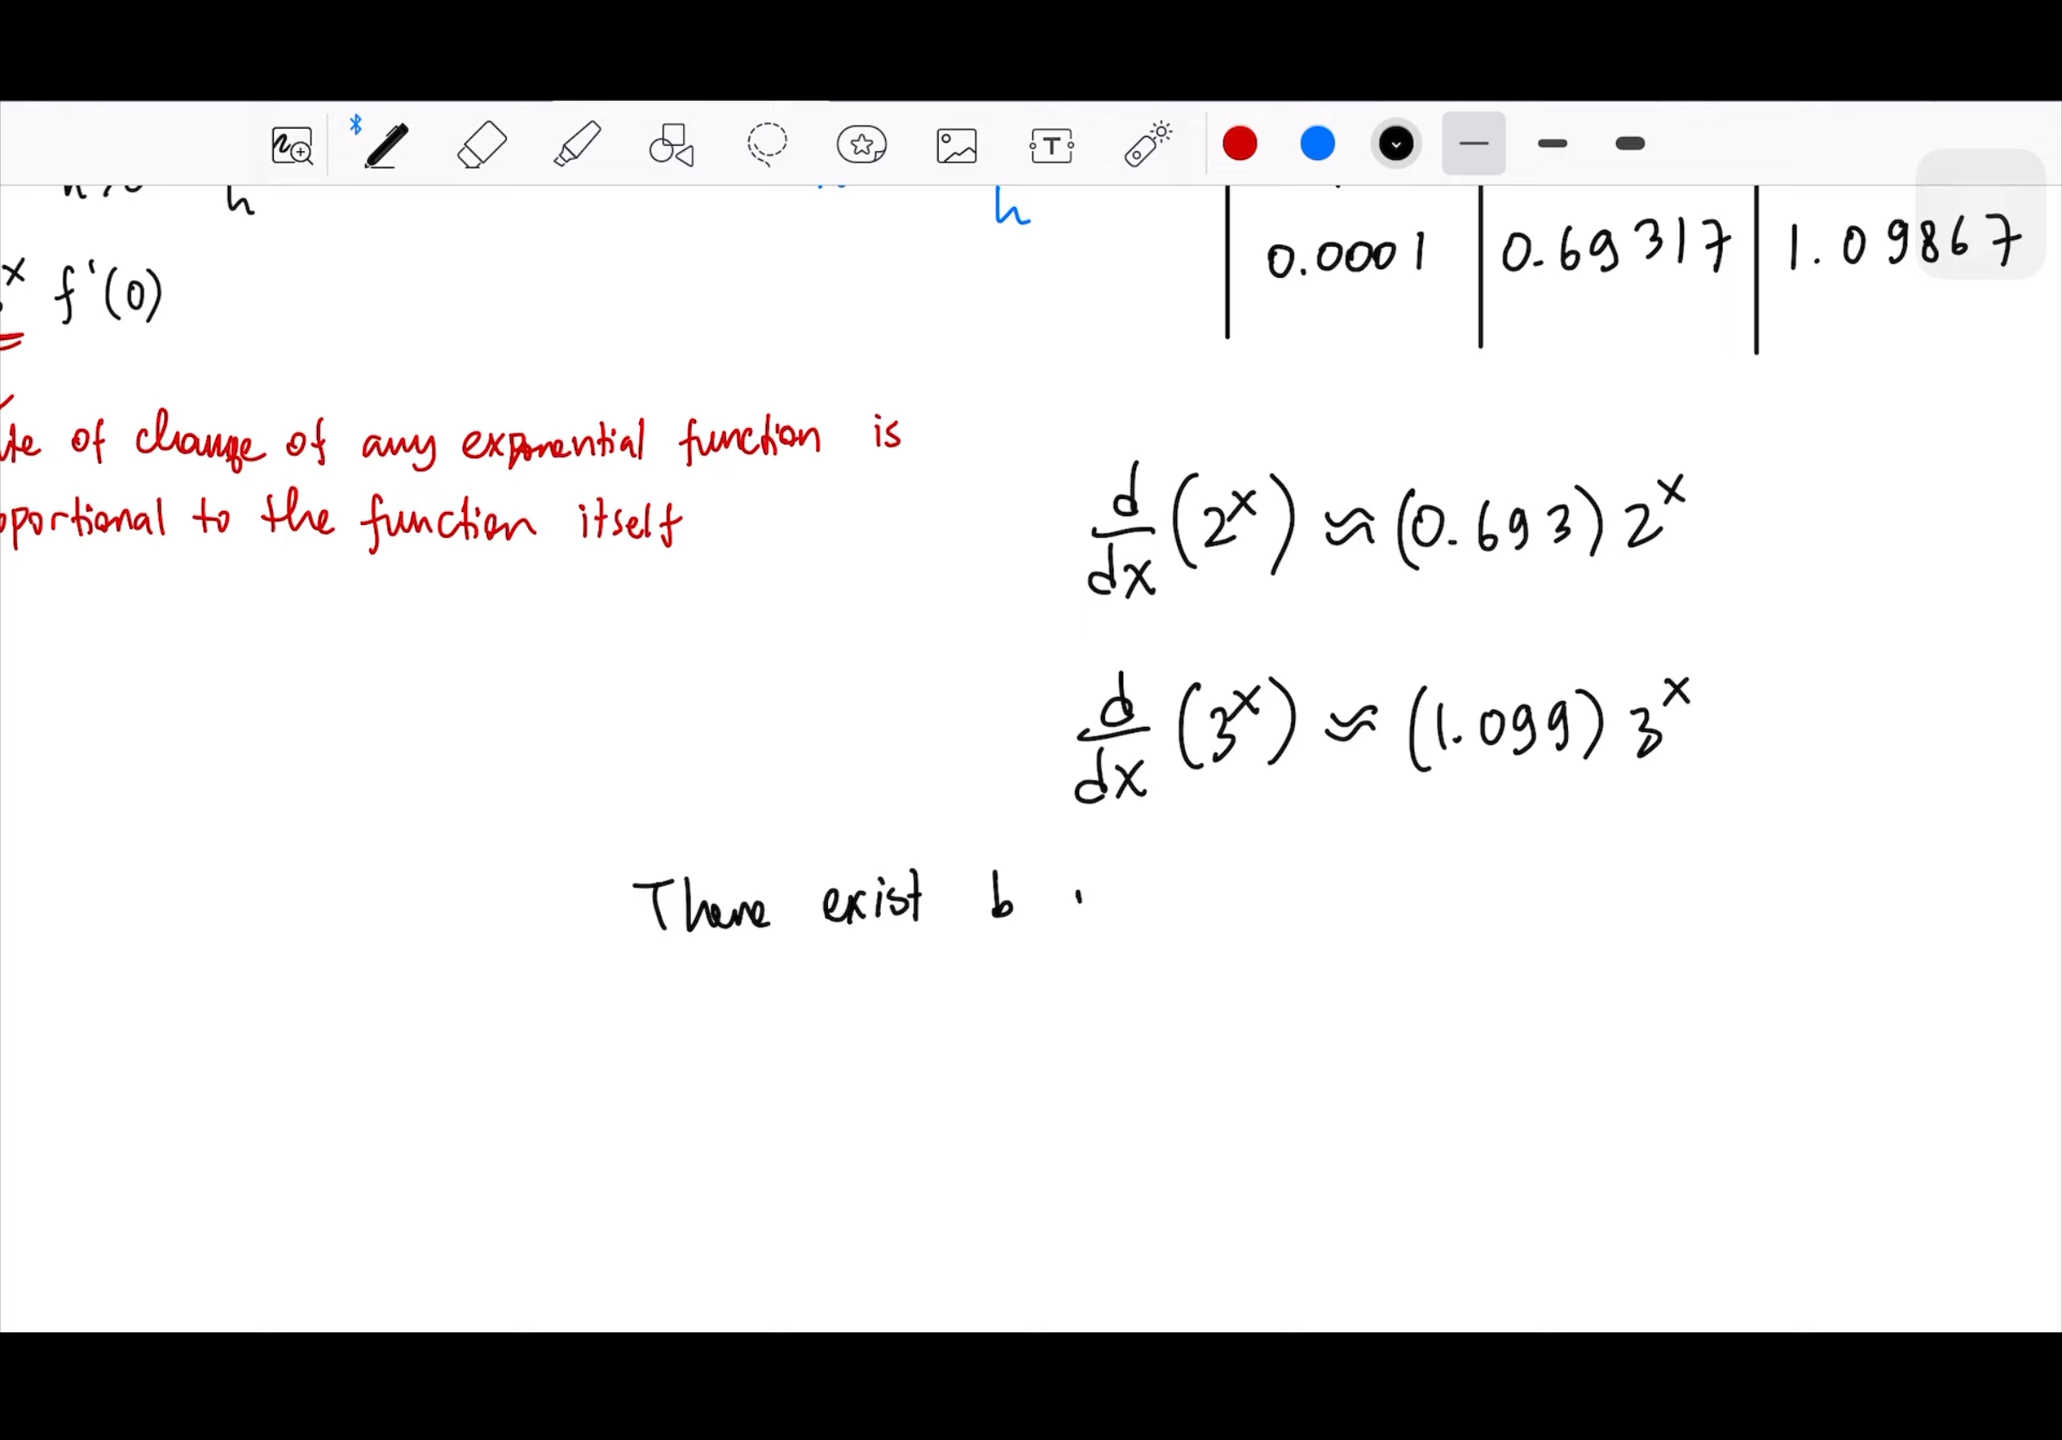 h
h
0.0001 0.69317 1.09867
x f'(0)
of change of any exponential function is
to the function itself
d/dx (2^x) ≈ (0.693) 2^x
d/dx (3^x) ≈ (1.099) 3^x
There exist b